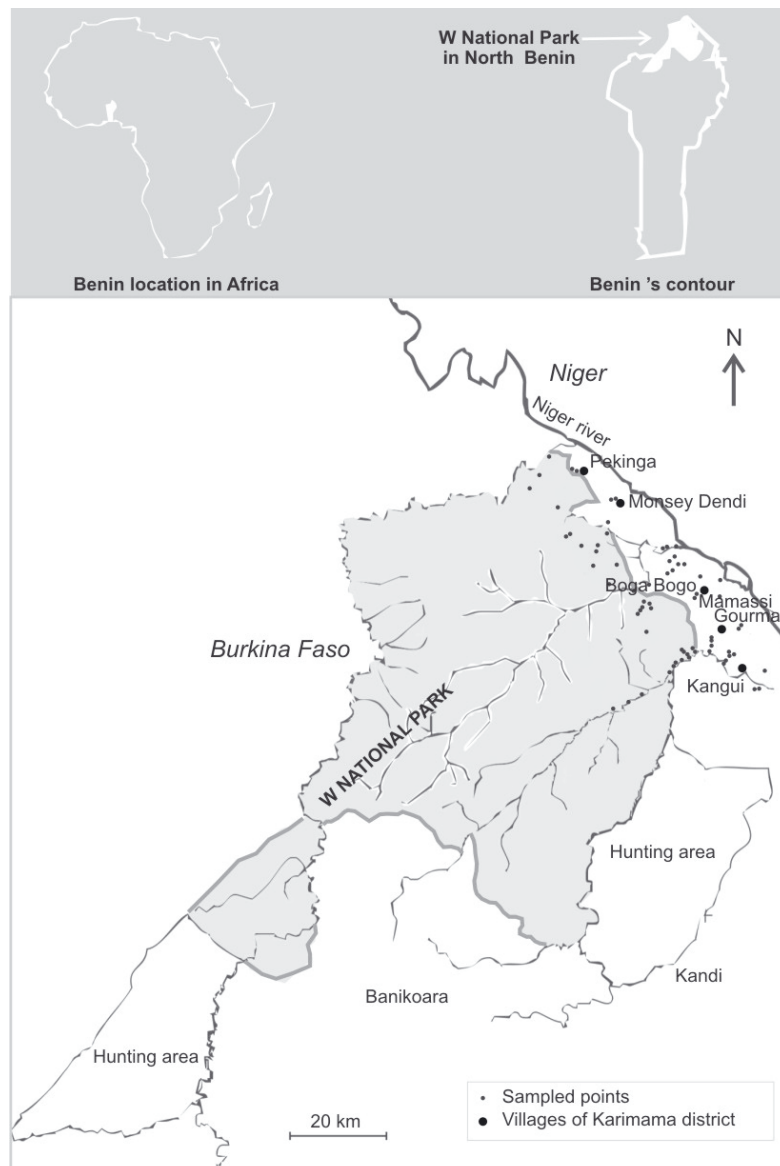 W National Park
in North Benin
Benin location in Africa
Benin 's contour
N
Niger
Niger river
Pekinga
Monsey Dendi
Boga Bogo
Mamassi
Gourma
Burkina Faso
Kangui
W NATIONAL PARK
Hunting area
Kandi
Banikoara
Hunting area
Sampled points
Villages of Karimama district
20 km